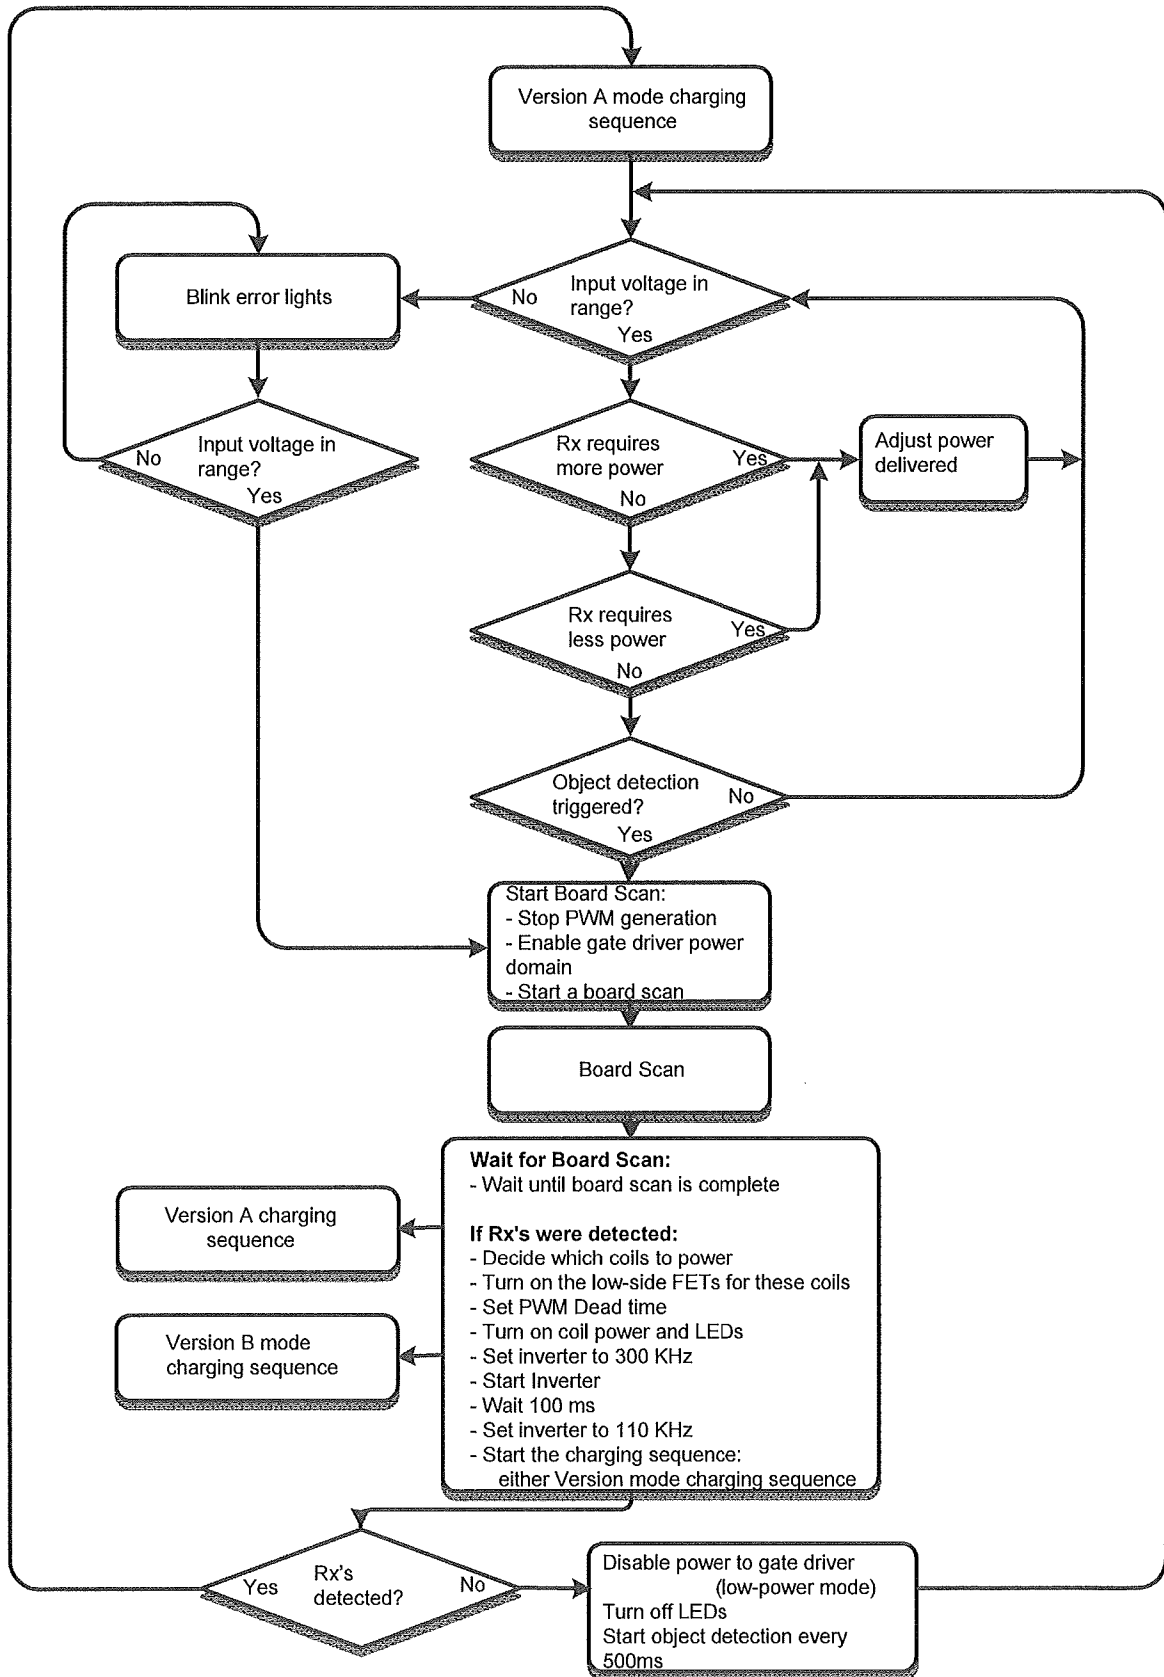 Version A mode charging
sequence
Input voltage in
range?
No
Yes
Blink error lights
Input voltage in
range?
No
Yes
Rx requires
more power
Yes
No
Adjust power
delivered
Rx requires
less power
Yes
No
Object detection
triggered?
No
Yes
Start Board Scan:
- Stop PWM generation
- Enable gate driver power
domain
- Start a board scan
Board Scan
Wait for Board Scan:
- Wait until board scan is complete
If Rx's were detected:
- Decide which coils to power
- Turn on the low-side FETs for these coils
- Set PWM Dead time
- Turn on coil power and LEDs
- Set inverter to 300 KHz
- Start Inverter
- Wait 100 ms
- Set inverter to 110 KHz
- Start the charging sequence:
either Version mode charging sequence
Version A charging
sequence
Version B mode
charging sequence
Rx's
detected?
Yes
No
Disable power to gate driver
(low-power mode)
Turn off LEDs
Start object detection every
500ms